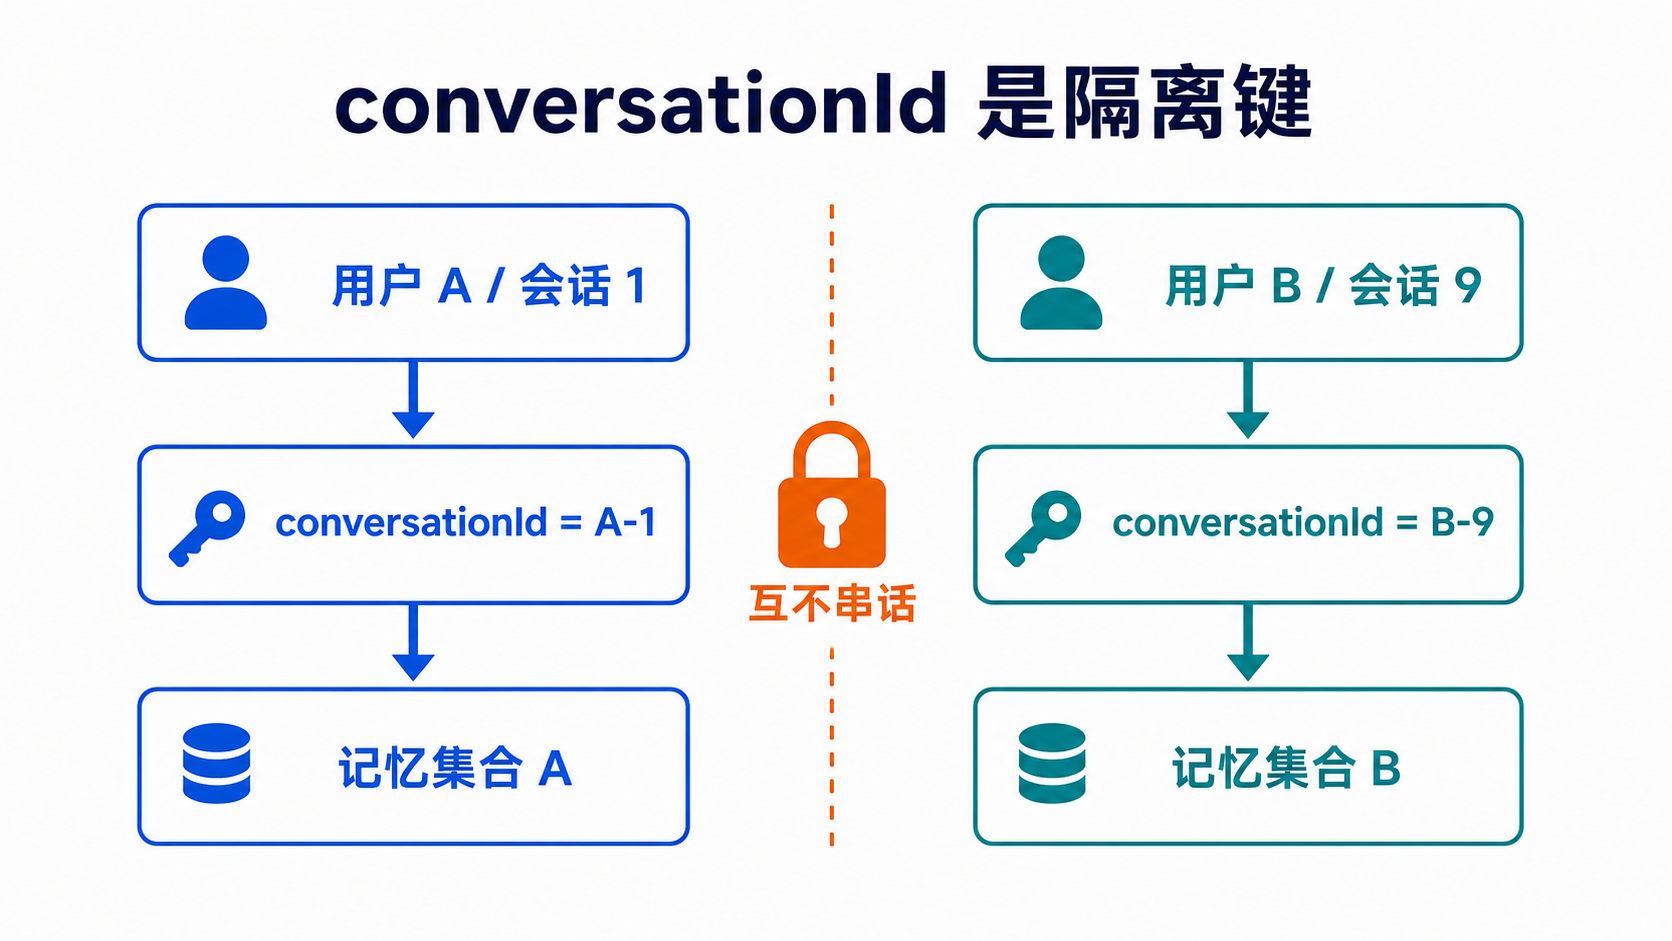 conversationId 是隔离键
用户 A / 会话 1
conversationId = A-1
记忆集合 A
互不串话
用户 B / 会话 9
conversationId = B-9
记忆集合 B